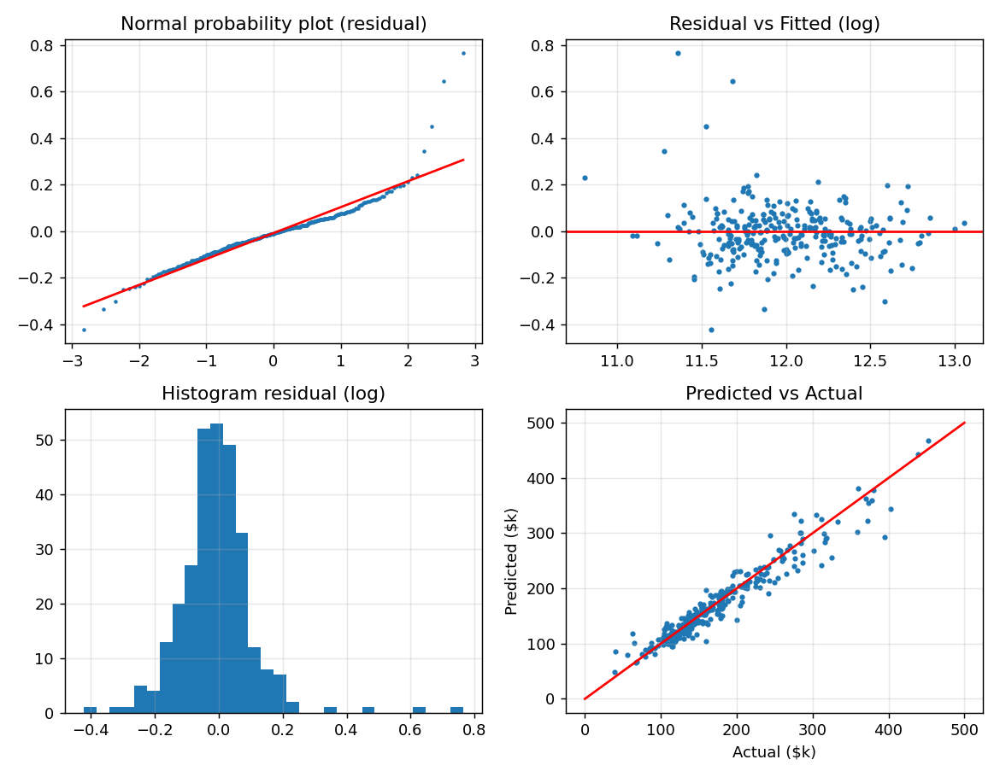 Normal probability plot (residual)
0.8
0.6
0.4
0.2
0.0
−0.2
−0.4
−3 −2 −1 0 1 2 3
Residual vs Fitted (log)
0.8
0.6
0.4
0.2
0.0
−0.2
−0.4
11.0 11.5 12.0 12.5 13.0
Histogram residual (log)
50
40
30
20
10
0
−0.4 −0.2 0.0 0.2 0.4 0.6 0.8
Predicted vs Actual
Predicted ($k)
500
400
300
200
100
0
0 100 200 300 400 500
Actual ($k)